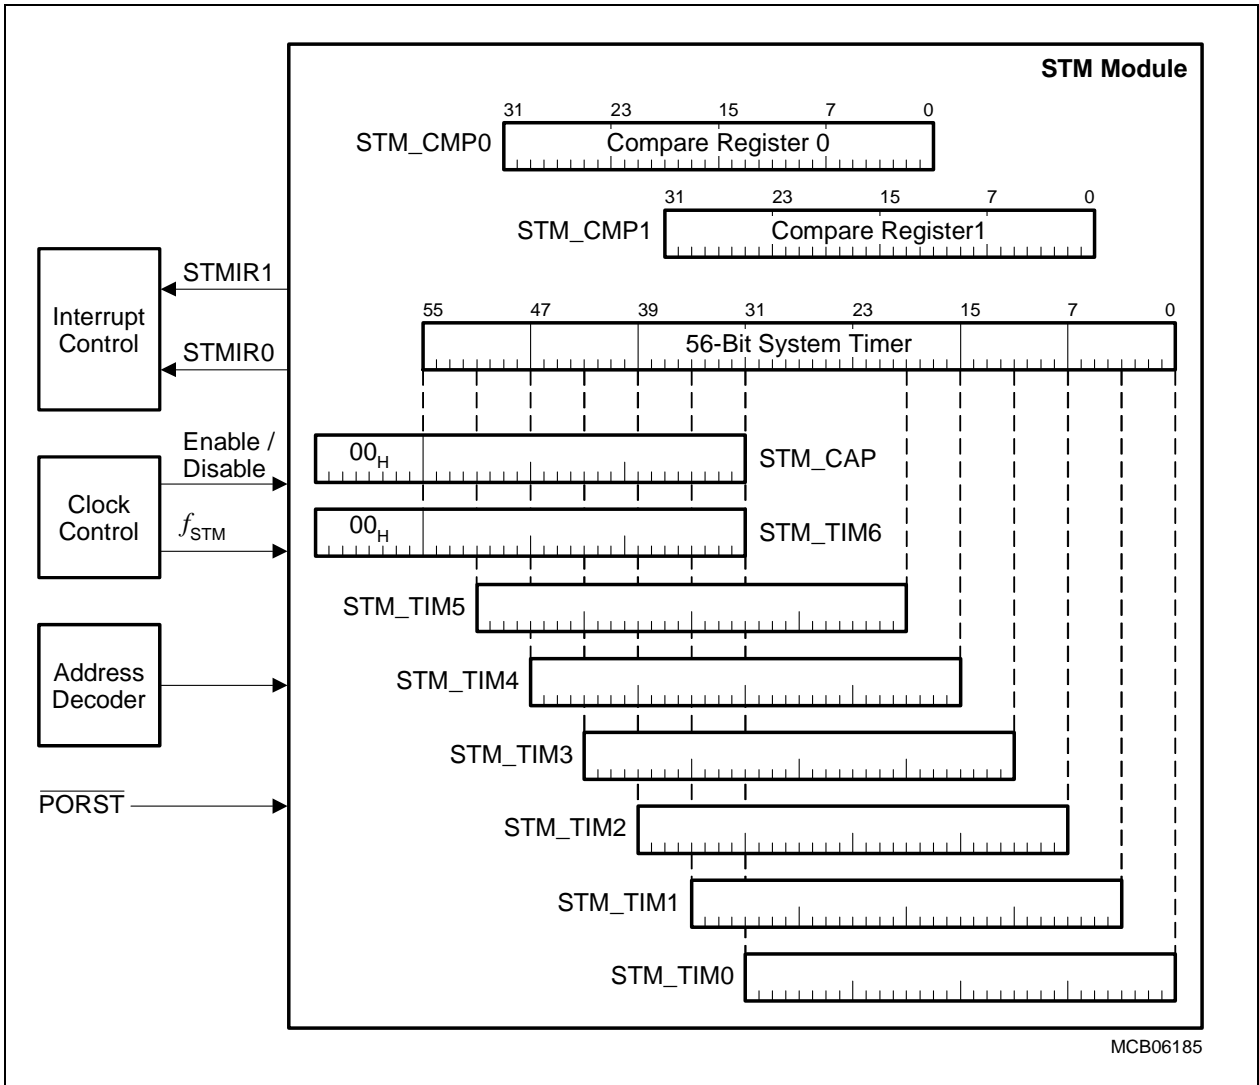 STM Module
31 23 15 7 0
STM_CMP0 Compare Register 0
31 23 15 7 0
STM_CMP1 Compare Register1
STMIR1
Interrupt
Control
STMIR0
55 47 39 31 23 15 7 0
56-Bit System Timer
Enable /
Disable
00H STM_CAP
Clock
Control
fSTM
00H STM_TIM6
STM_TIM5
Address
Decoder
STM_TIM4
STM_TIM3
PORST
STM_TIM2
STM_TIM1
STM_TIM0
MCB06185